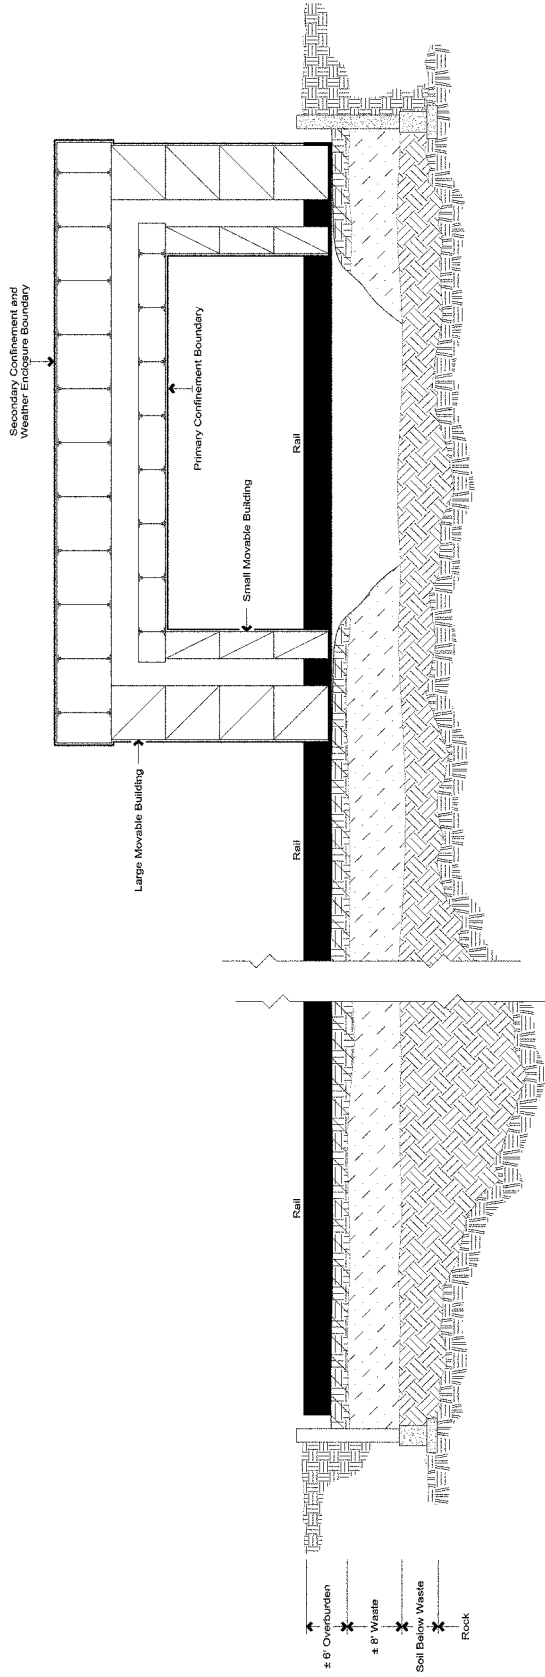 Secondary Confinement and
Weather Enclosure Boundary
Primary Confinement Boundary
Rail
Small Movable Building
Large Movable Building
Rail
Rail
± 6' Overburden
± 8' Waste
Soil Below Waste
Rock